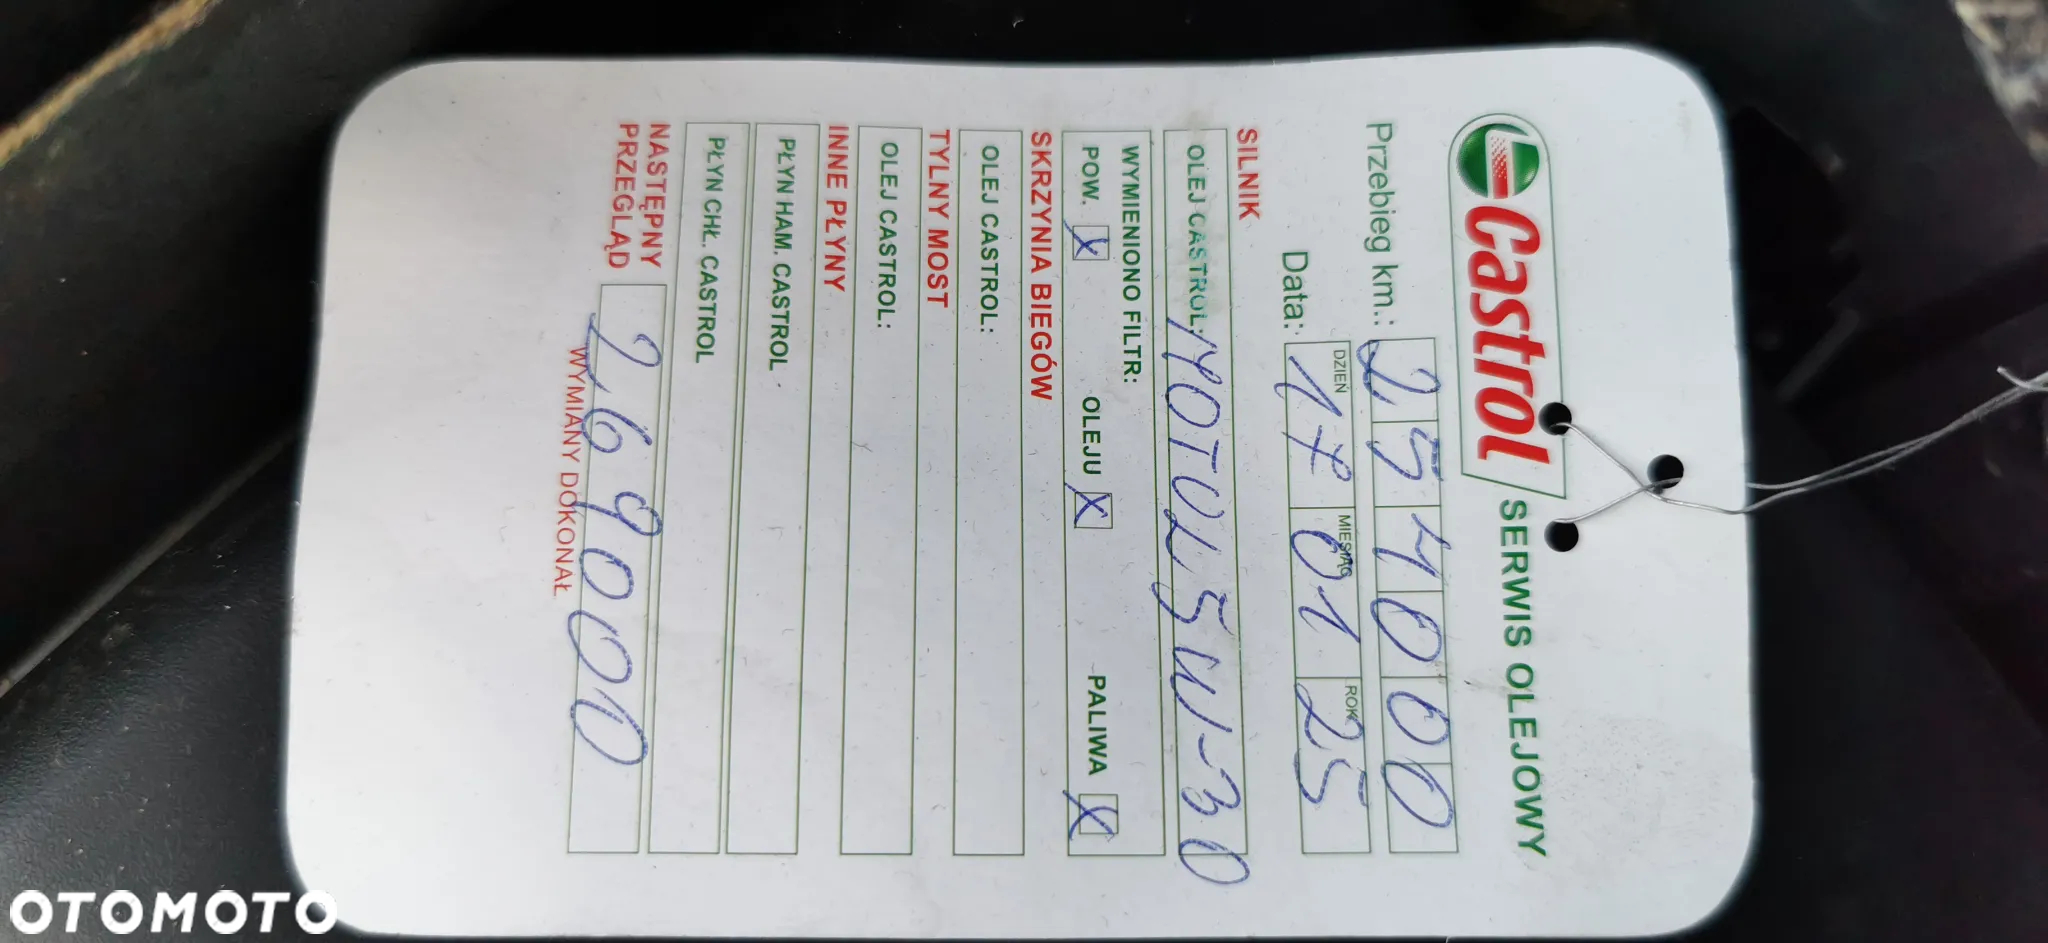 Castrol SERWIS OLEJOWY
Przebieg km.: 254000
DZIEŃ MIESIĄC ROK
Data: 17 01 25
SILNIK
OLEJ CASTROL: MOTUL 5W-30
WYMIENIONO FILTR:
POW. X OLEJU X PALIWA X
SKRZYNIA BIEGÓW
OLEJ CASTROL:
TYLNY MOST
OLEJ CASTROL:
INNE PŁYNY
PŁYN HAM. CASTROL
PŁYN CHŁ. CASTROL
NASTĘPNY
PRZEGLĄD 269000
WYMIANY DOKONAŁ
OTOMOTO